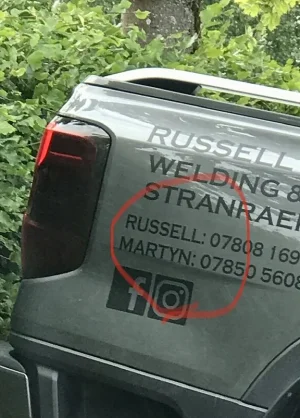 RUSSELL
WELDING &
STRANRAE
RUSSELL: 07808 169
MARTYN: 07850 5608
f